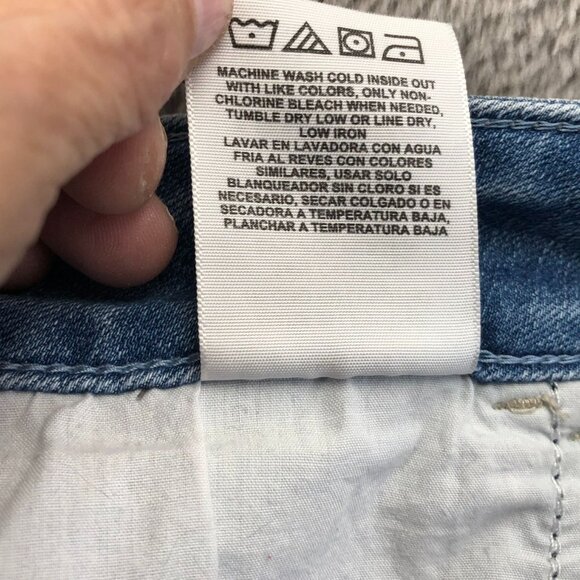 MACHINE WASH COLD INSIDE OUT
WITH LIKE COLORS, ONLY NON-
CHLORINE BLEACH WHEN NEEDED,
TUMBLE DRY LOW OR LINE DRY,
LOW IRON
LAVAR EN LAVADORA CON AGUA
FRIA AL REVES CON COLORES
SIMILARES, USAR SOLO
BLANQUEADOR SIN CLORO SI ES
NECESARIO, SECAR COLGADO O EN
SECADORA A TEMPERATURA BAJA,
PLANCHAR A TEMPERATURA BAJA